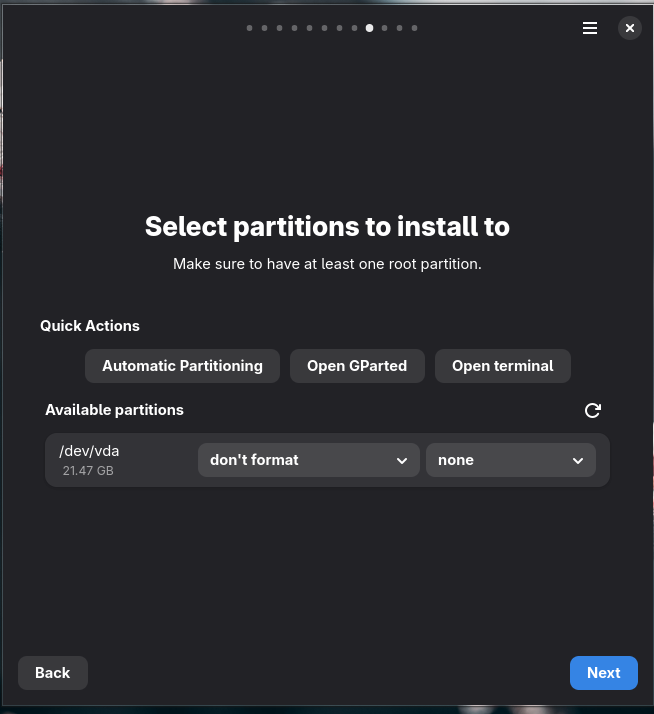 Select partitions to install to
Make sure to have at least one root partition.
Quick Actions
Automatic Partitioning Open GParted Open terminal
Available partitions
/dev/vda don't format none
21.47 GB
Back Next